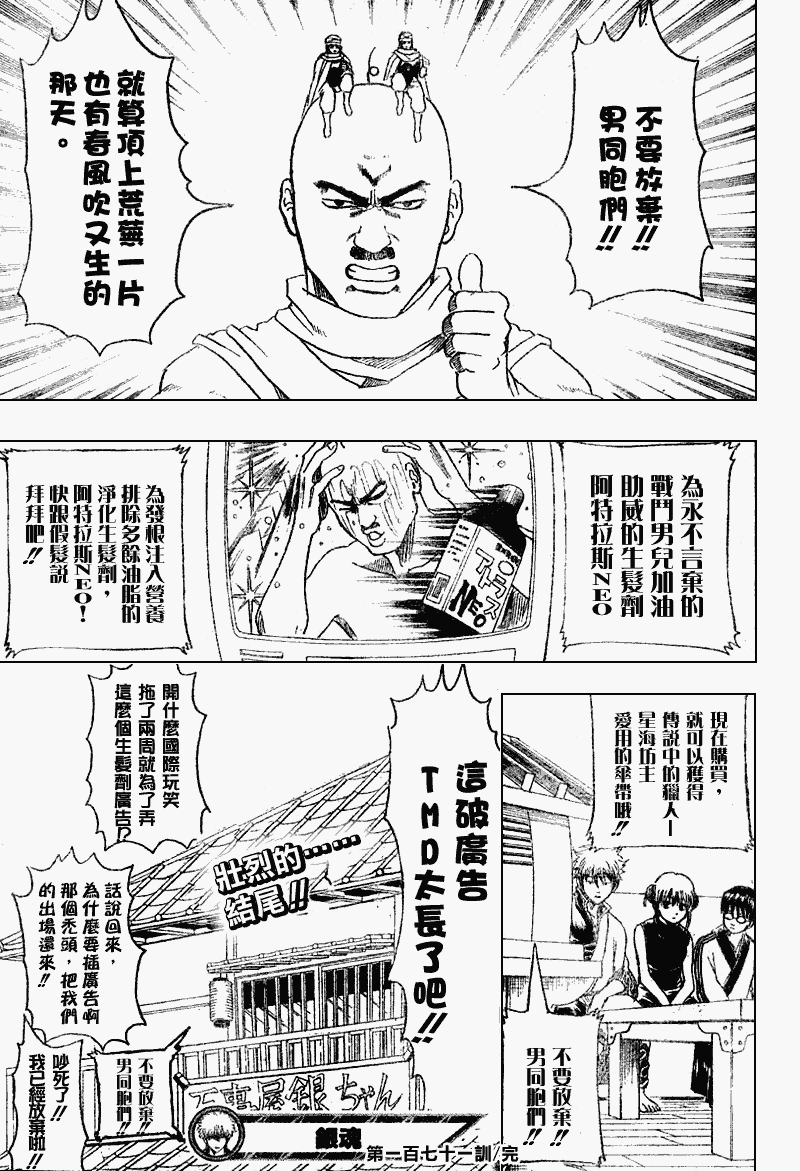 不要放棄!!
男同胞們!!
就算頂上荒蕪一片
也有春風吹又生的
那天。
為永不言棄的
戰鬥男兒加油
助威的生髮劑
阿特拉斯NEO
アトラス
NEO
為發根注入營養
排除多餘油脂的
淨化生髮劑，
阿特拉斯NEO！
快跟假髮說
拜拜吧!!
現在購買，
就可以獲得
傳説中的獵人—
星海坊主
愛用的傘帶哦!!
不要放棄!!
男同胞們!!
這破廣告
TMD太長了吧!!
開什麼國際玩笑
拖了兩周就為了弄
這麼個生髮劑廣告!?
壯烈的……
結尾!!
話說回來，
為什麼要插廣告啊
那個禿頭，把我們
的出場還來!!
不要放棄!!
男同胞們!!
吵死了!!
我已經放棄啦!!
万事屋銀ちゃん
銀魂
第一百七十一訓/完